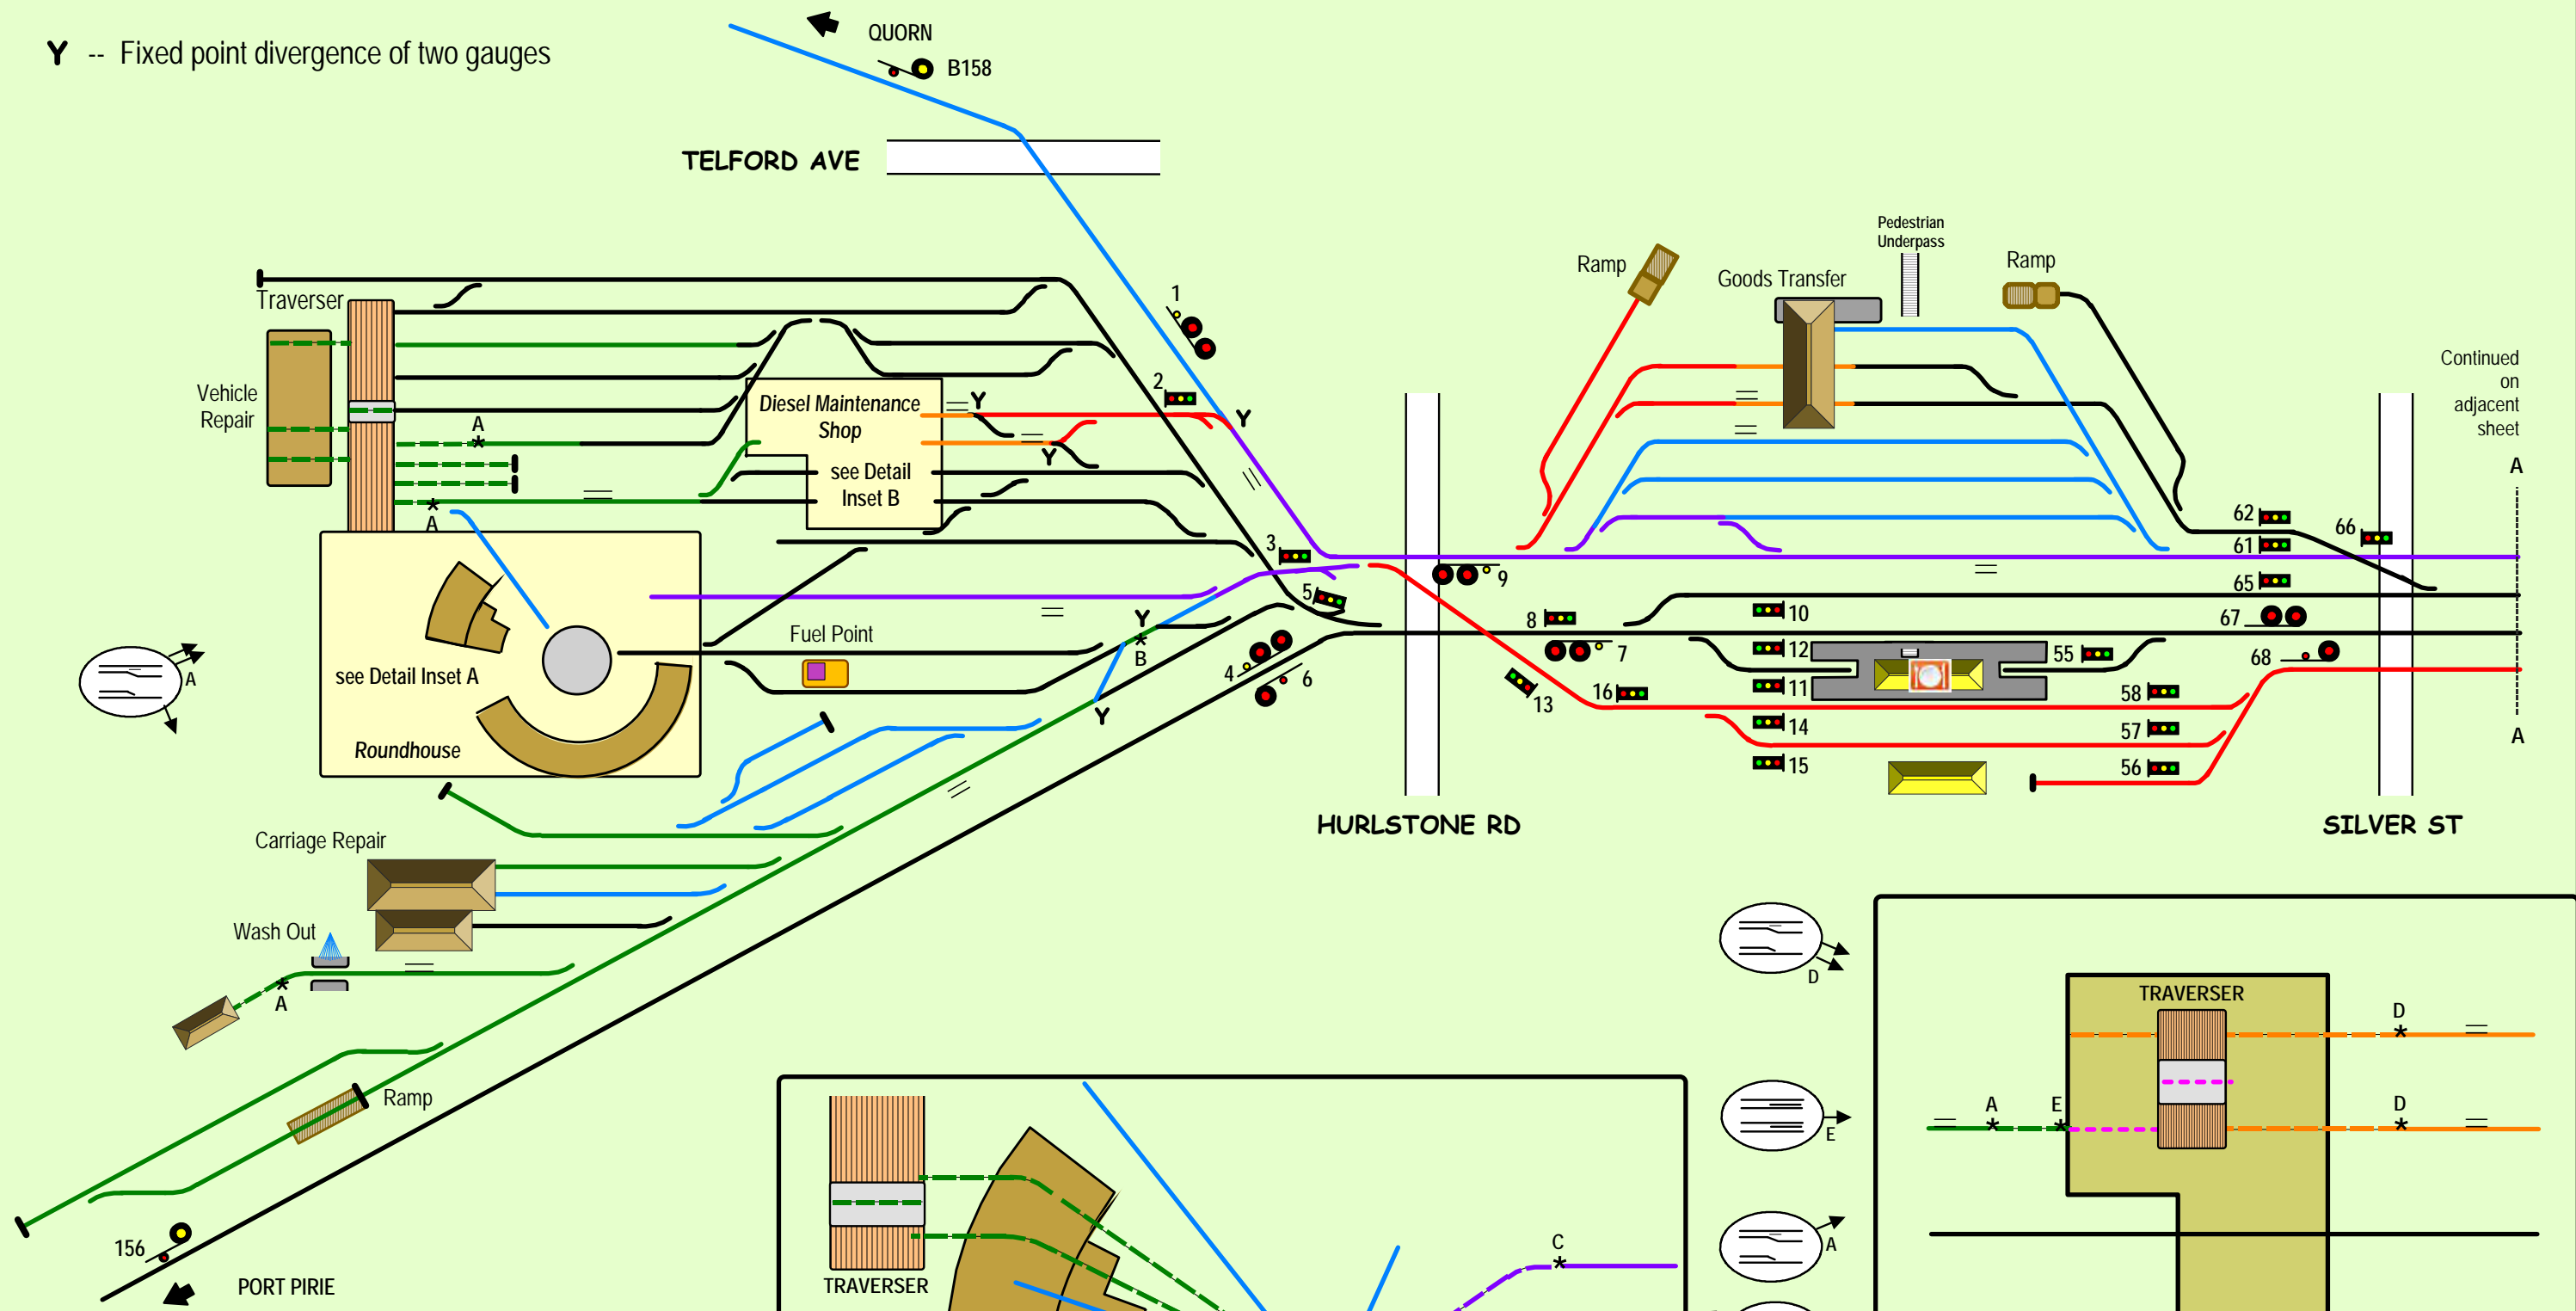 Y -- Fixed point divergence of two gauges
QUORN
B158
TELFORD AVE
1
2
Y
Traverser
Vehicle
Repair
A
A
Diesel Maintenance
Shop
see Detail
Inset B
Y
Y
3
5
Ramp
Goods Transfer
Pedestrian
Underpass
Ramp
Continued
on
adjacent
sheet
A
62
61
66
65
67
68
9
8
7
10
12
11
13
16
14
15
55
58
57
56
A
HURLSTONE RD
SILVER ST
Fuel Point
Y
B
Y
4
6
A
see Detail Inset A
Roundhouse
Carriage Repair
Wash Out
A
Ramp
156
PORT PIRIE
TRAVERSER
C
D
E
A
TRAVERSER
D
A
E
D